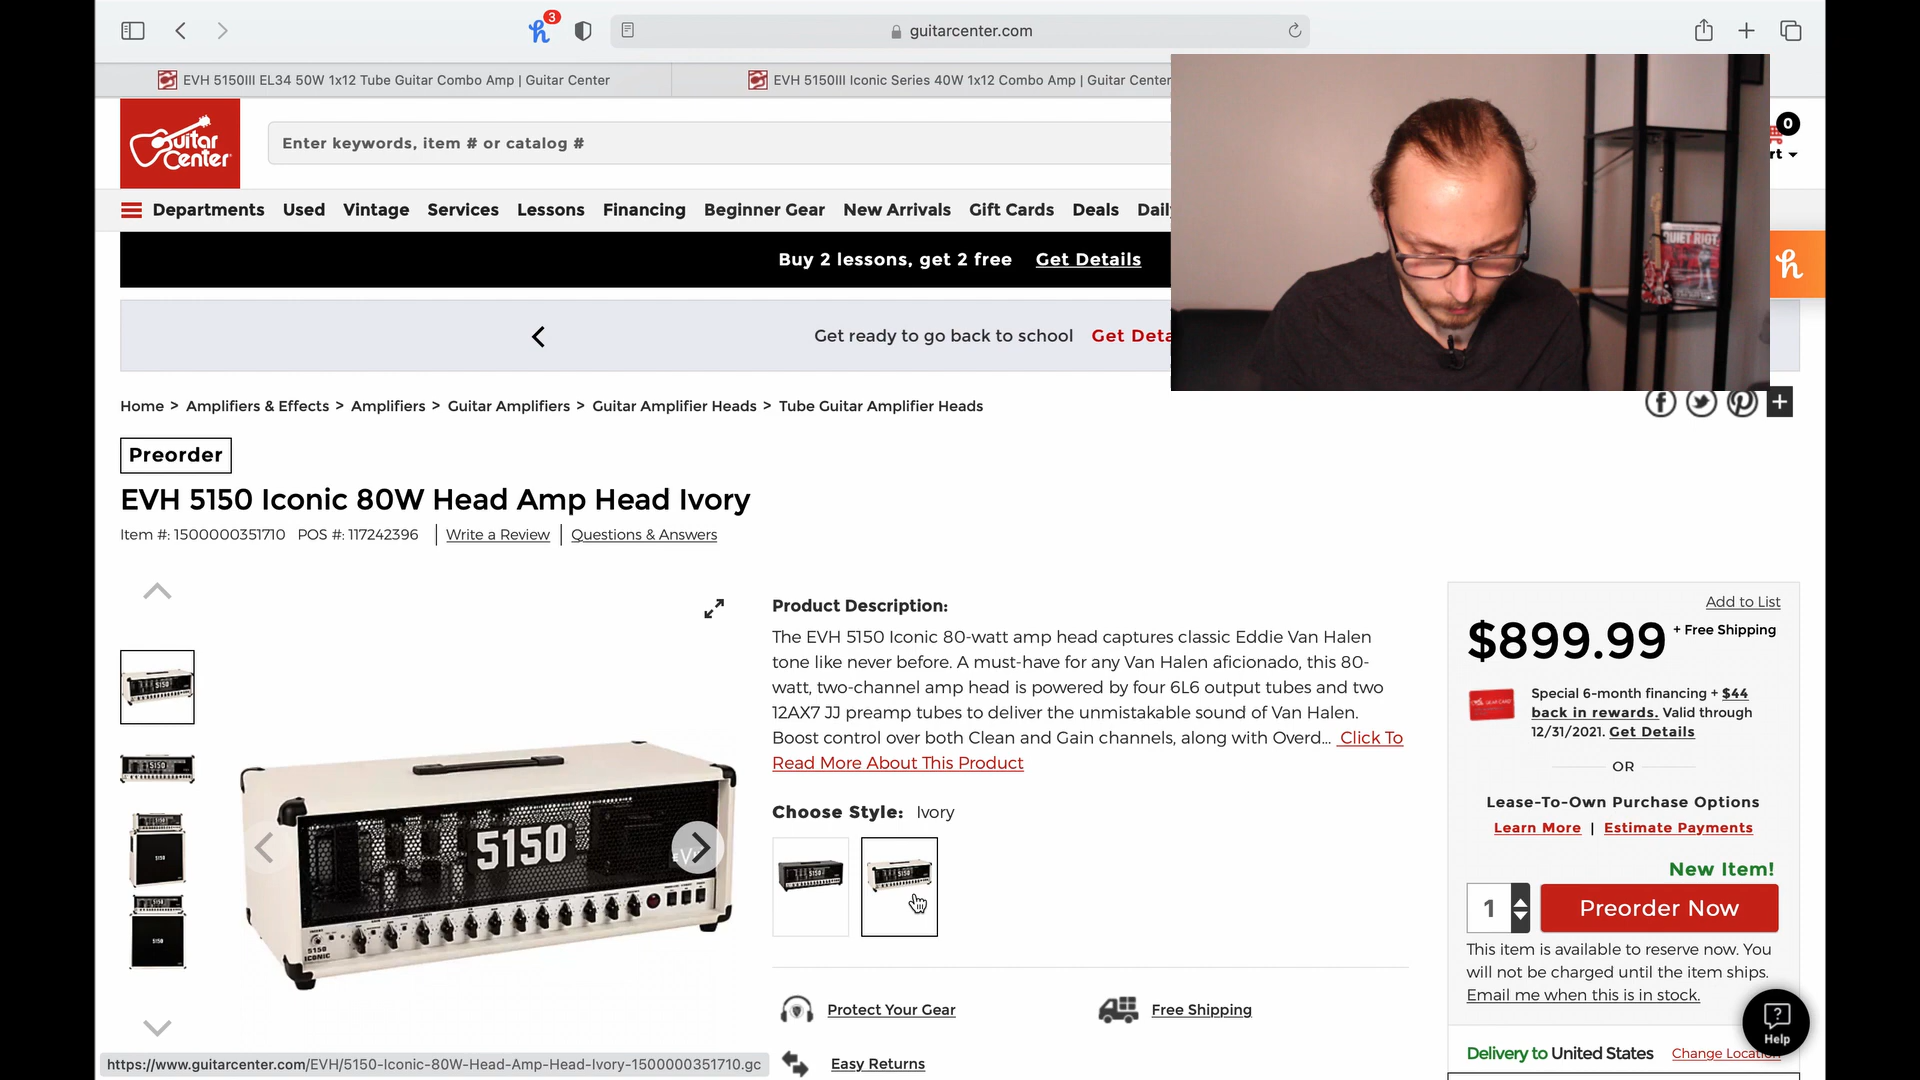 3
guitarcenter.com
EVH 5150III EL34 50W 1x12 Tube Guitar Combo Amp | Guitar Center
EVH 5150III Iconic Series 40W 1x12 Combo Amp | Guitar Center
Guitar Center
Enter keywords, item # or catalog #
0
rt
Departments Used Vintage Services Lessons Financing Beginner Gear New Arrivals Gift Cards Deals Dail
Buy 2 lessons, get 2 free Get Details
QUIET RIOT
h
Get ready to go back to school Get Deta
Home > Amplifiers & Effects > Amplifiers > Guitar Amplifiers > Guitar Amplifier Heads > Tube Guitar Amplifier Heads
Preorder
EVH 5150 Iconic 80W Head Amp Head Ivory
Item #: 1500000351710 POS #: 117242396 | Write a Review | Questions & Answers
5150
5150
ICONIC
Product Description:
The EVH 5150 Iconic 80-watt amp head captures classic Eddie Van Halen
tone like never before. A must-have for any Van Halen aficionado, this 80-
watt, two-channel amp head is powered by four 6L6 output tubes and two
12AX7 JJ preamp tubes to deliver the unmistakable sound of Van Halen.
Boost control over both Clean and Gain channels, along with Overd... Click To
Read More About This Product
Choose Style: Ivory
Protect Your Gear
Free Shipping
Easy Returns
Add to List
$899.99 + Free Shipping
Special 6-month financing + $44
back in rewards. Valid through
12/31/2021. Get Details
OR
Lease-To-Own Purchase Options
Learn More | Estimate Payments
New Item!
1 Preorder Now
This item is available to reserve now. You
will not be charged until the item ships.
Email me when this is in stock.
Help
Delivery to United States Change Locatio
https://www.guitarcenter.com/EVH/5150-Iconic-80W-Head-Amp-Head-Ivory-1500000351710.gc